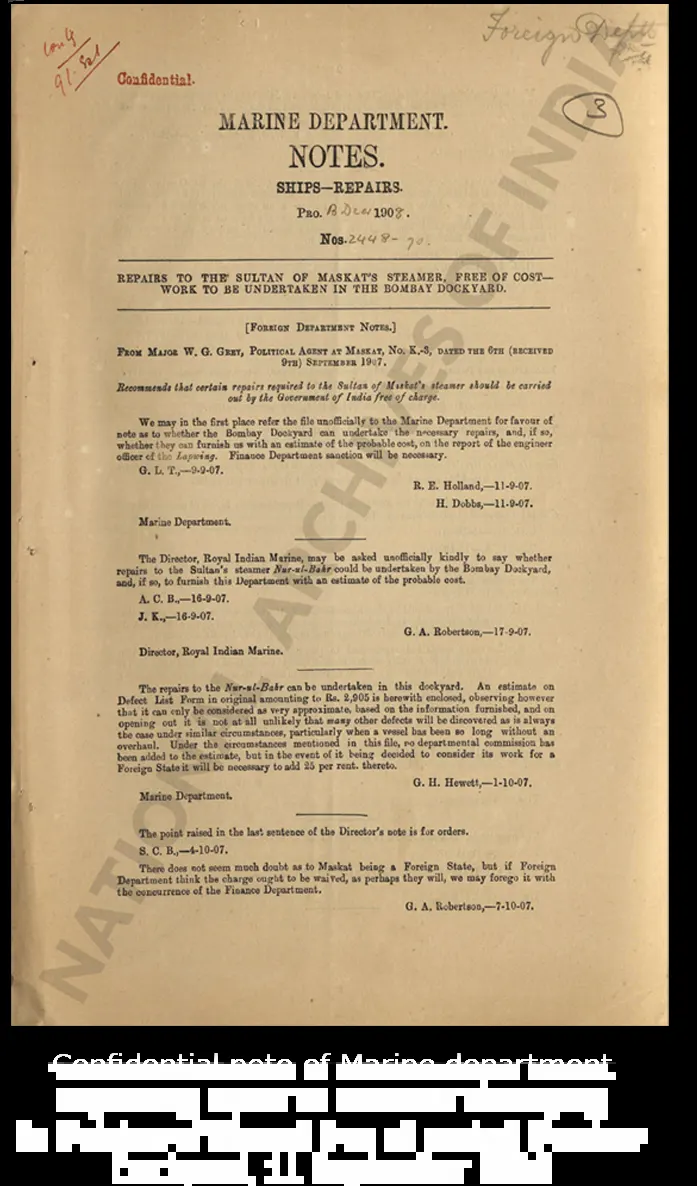 Foreign Deptt
Confidential.
3
MARINE DEPARTMENT.
NOTES.
SHIPS—REPAIRS.
PRO. B Dec 1908.
Nos. 2448-70.
REPAIRS TO THE SULTAN OF MASKAT'S STEAMER, FREE OF COST—
WORK TO BE UNDERTAKEN IN THE BOMBAY DOCKYARD.
[FOREIGN DEPARTMENT NOTES.]
FROM MAJOR W. G. GREY, POLITICAL AGENT AT MASKAT, NO. K.-3, DATED THE 6TH (RECEIVED
9TH) SEPTEMBER 1907.
Recommends that certain repairs required to the Sultan of Maskat's steamer should be carried
out by the Government of India free of charge.
We may in the first place refer the file unofficially to the Marine Department for favour of
note as to whether the Bombay Dockyard can undertake the necessary repairs, and, if so,
whether they can furnish us with an estimate of the probable cost, on the report of the engineer
officer of the Lapwing. Finance Department sanction will be necessary.
G. L. T.,—9-9-07.
R. E. Holland,—11-9-07.
H. Dobbs,—11-9-07.
Marine Department.
The Director, Royal Indian Marine, may be asked unofficially kindly to say whether
repairs to the Sultan's steamer Nur-ul-Bahr could be undertaken by the Bombay Dockyard,
and, if so, to furnish this Department with an estimate of the probable cost.
A. C. B.,—16-9-07.
J. K.,—16-9-07.
G. A. Robertson,—17-9-07.
Director, Royal Indian Marine.
The repairs to the Nur-ul-Bahr can be undertaken in this dockyard. An estimate on
Defect List Form in original amounting to Rs. 2,905 is herewith enclosed, observing however
that it can only be considered as very approximate, based on the information furnished, and on
opening out it is not at all unlikely that many other defects will be discovered as is always
the case under similar circumstances, particularly when a vessel has been so long without an
overhaul. Under the circumstances mentioned in this file, no departmental commission has
been added to the estimate, but in the event of it being decided to consider its work for a
Foreign State it will be necessary to add 25 per cent. thereto.
G. H. Hewett,—1-10-07.
Marine Department.
The point raised in the last sentence of the Director's note is for orders.
S. C. B.,—4-10-07.
There does not seem much doubt as to Maskat being a Foreign State, but if Foreign
Department think the charge ought to be waived, as perhaps they will, we may forego it with
the concurrence of the Finance Department.
G. A. Robertson,—7-10-07.
NATIONAL ARCHIVES OF INDIA
Confidential note of Marine department